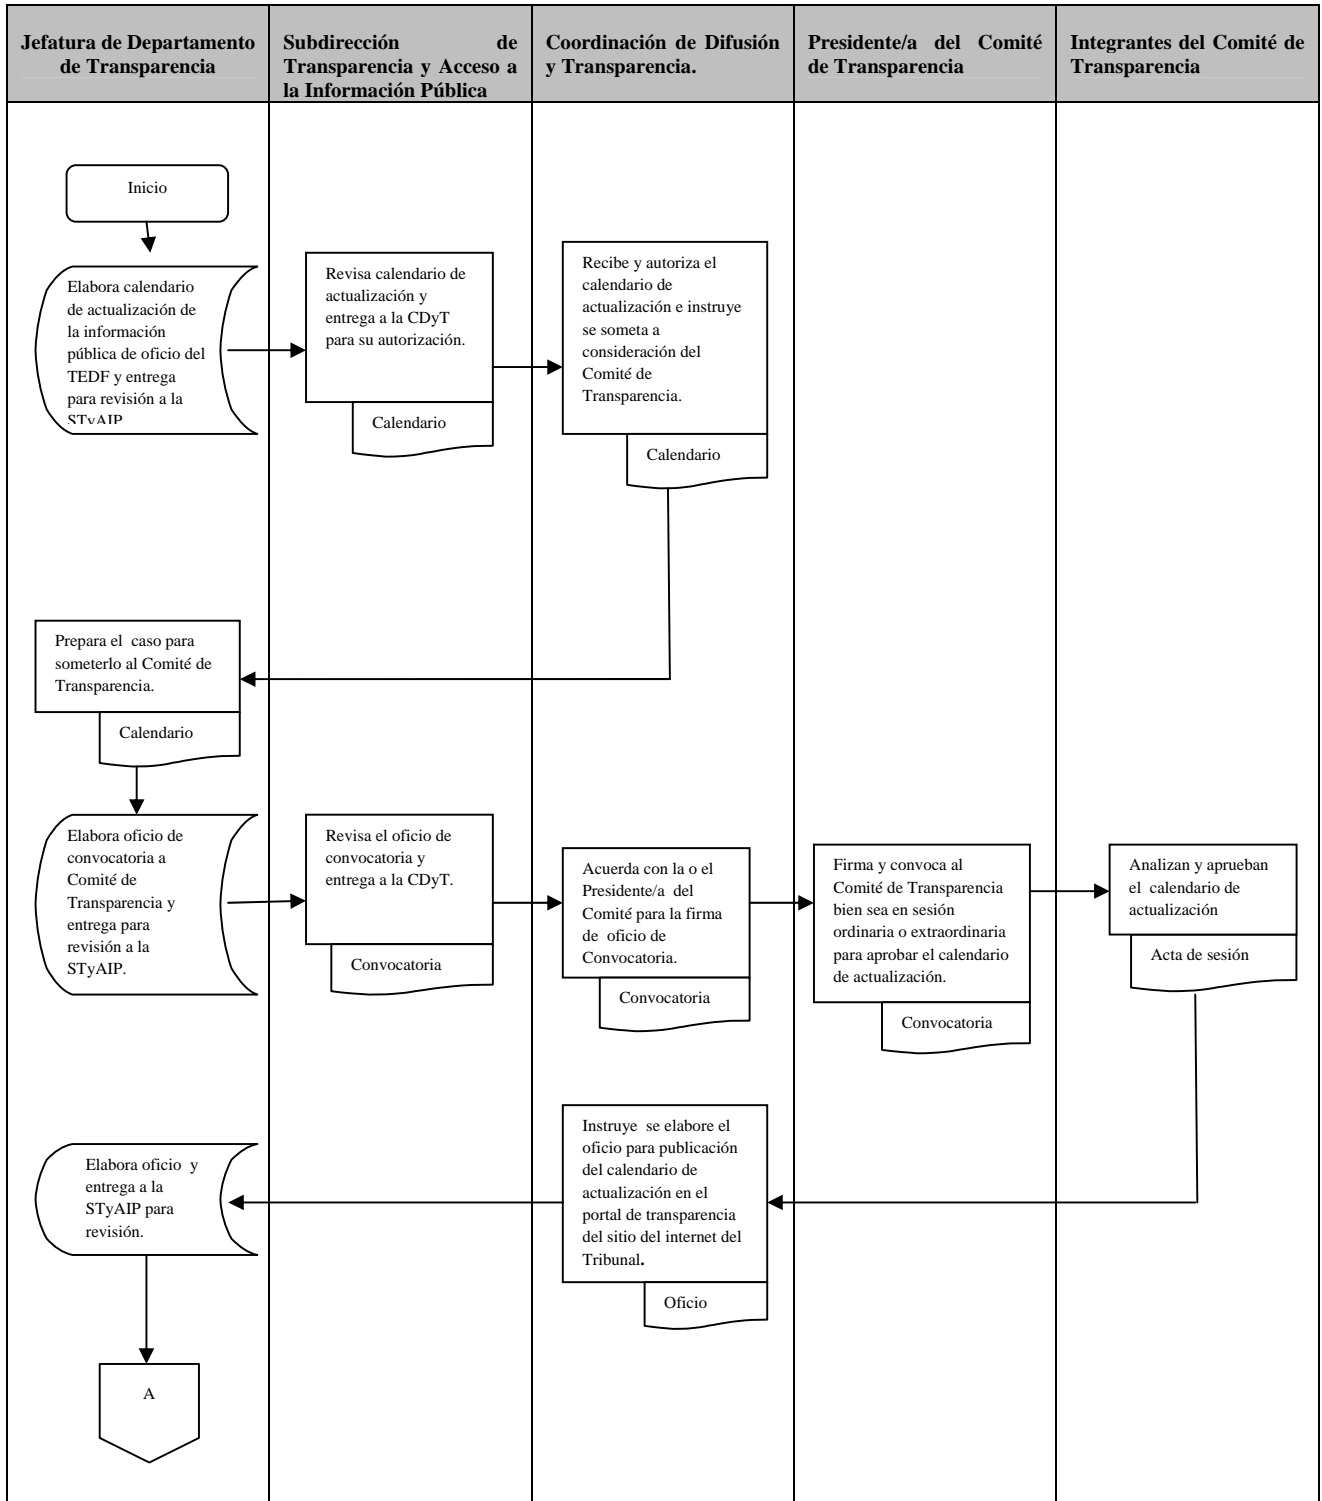 Jefatura de Departamento
de Transparencia
Subdirección de
Transparencia y Acceso a
la Información Pública
Coordinación de Difusión
y Transparencia.
Presidente/a del Comité
de Transparencia
Integrantes del Comité de
Transparencia
Inicio
Elabora calendario
de actualización de
la información
pública de oficio del
TEDF y entrega
para revisión a la
STyAIP
Revisa calendario de
actualización y
entrega a la CDyT
para su autorización.
Calendario
Recibe y autoriza el
calendario de
actualización e instruye
se someta a
consideración del
Comité de
Transparencia.
Calendario
Prepara el caso para
someterlo al Comité de
Transparencia.
Calendario
Elabora oficio de
convocatoria a
Comité de
Transparencia y
entrega para
revisión a la
STyAIP.
Revisa el oficio de
convocatoria y
entrega a la CDyT.
Convocatoria
Acuerda con la o el
Presidente/a del
Comité para la firma
de oficio de
Convocatoria.
Convocatoria
Firma y convoca al
Comité de Transparencia
bien sea en sesión
ordinaria o extraordinaria
para aprobar el calendario
de actualización.
Convocatoria
Analizan y aprueban
el calendario de
actualización
Acta de sesión
Instruye se elabore el
oficio para publicación
del calendario de
actualización en el
portal de transparencia
del sitio del internet del
Tribunal.
Oficio
Elabora oficio y
entrega a la
STyAIP para
revisión.
A